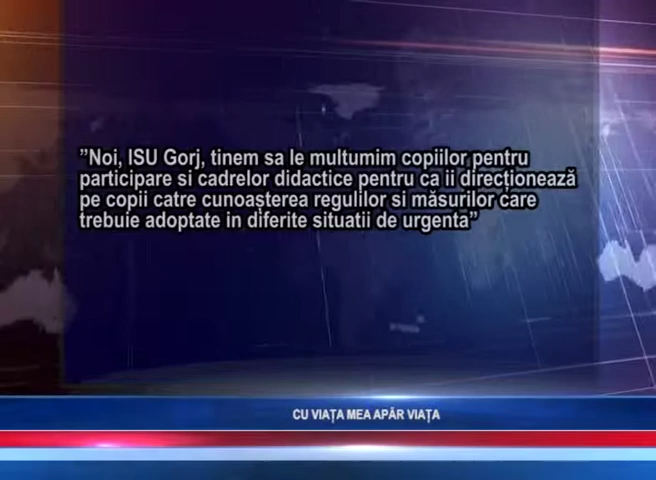 ”Noi, ISU Gorj, tinem sa le multumim copiilor pentru
participare si cadrelor didactice pentru ca ii direcționează
pe copii catre cunoașterea regulilor si măsurilor care
trebuie adoptate in diferite situatii de urgenta”
CU VIAȚA MEA APĂR VIAȚA